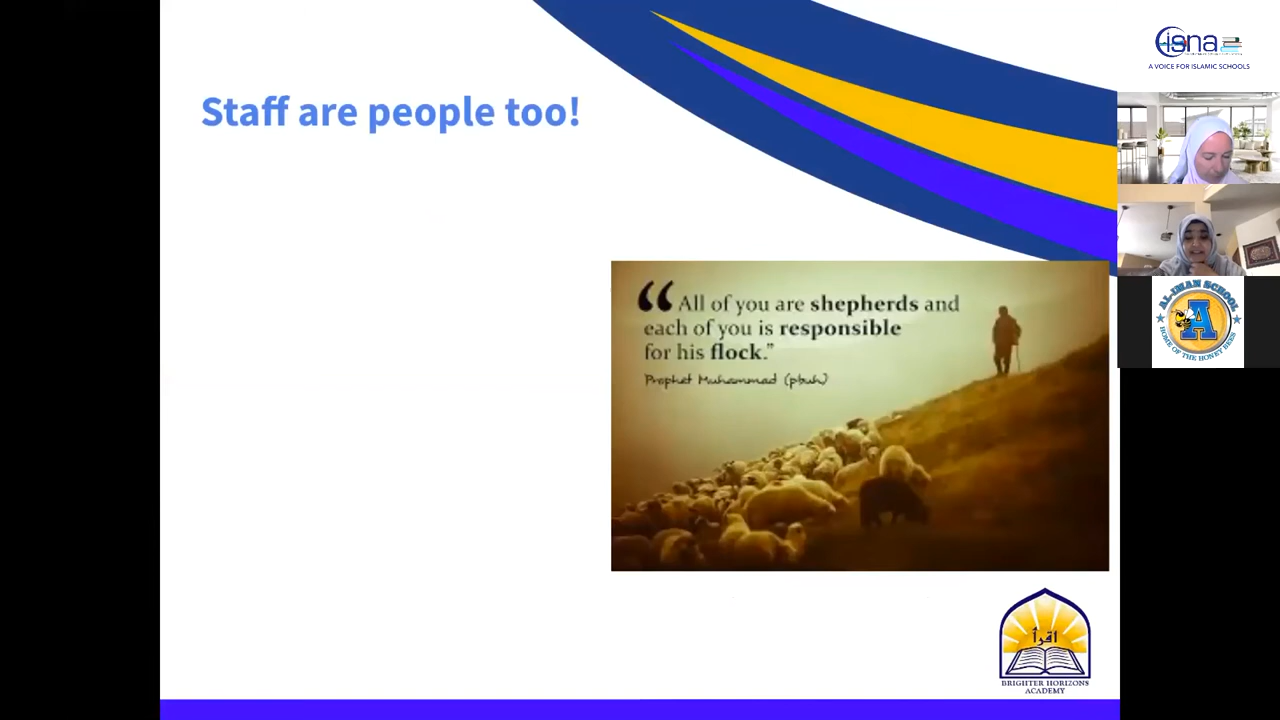 Staff are people too!
“All of you are shepherds and
each of you is responsible
for his flock.”
Prophet Muhammad (pbuh)
اقرأ
BRIGHTER HORIZONS
ACADEMY
cisna
A VOICE FOR ISLAMIC SCHOOLS
AL-IMAN SCHOOL
A
HOME OF THE HONEY BEES